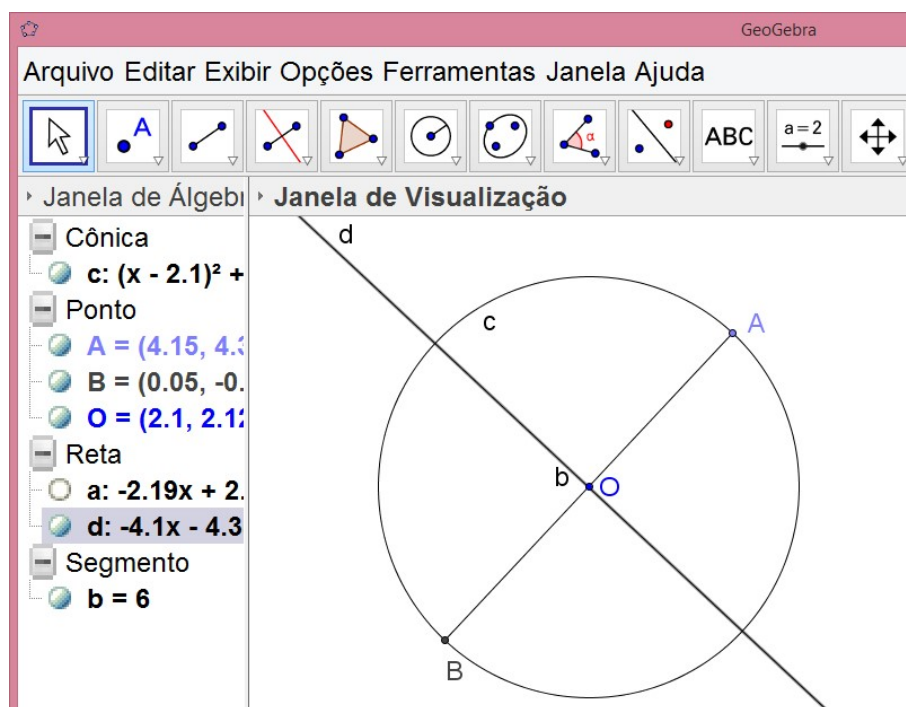 GeoGebra
Arquivo Editar Exibir Opções Ferramentas Janela Ajuda
A
α
ABC
a=2
Janela de Álgebr
Janela de Visualização
Cônica
c: (x - 2.1)² +
Ponto
A = (4.15, 4.3
B = (0.05, -0.
O = (2.1, 2.12
Reta
a: -2.19x + 2.
d: -4.1x - 4.3
Segmento
b = 6
d
c
A
b
O
B